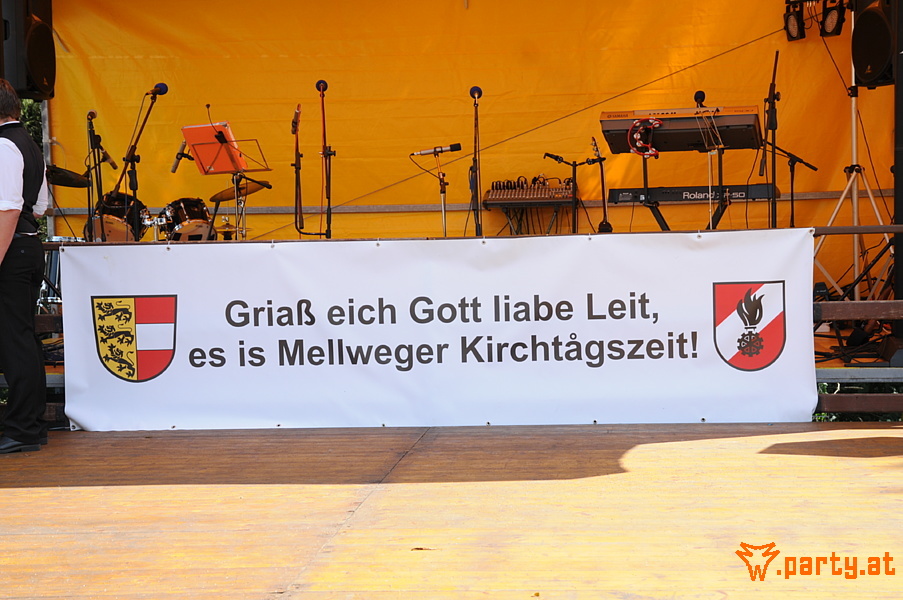 Roland
Griaß eich Gott liabe Leit,
es is Mellweger Kirchtågszeit!
W.party.at